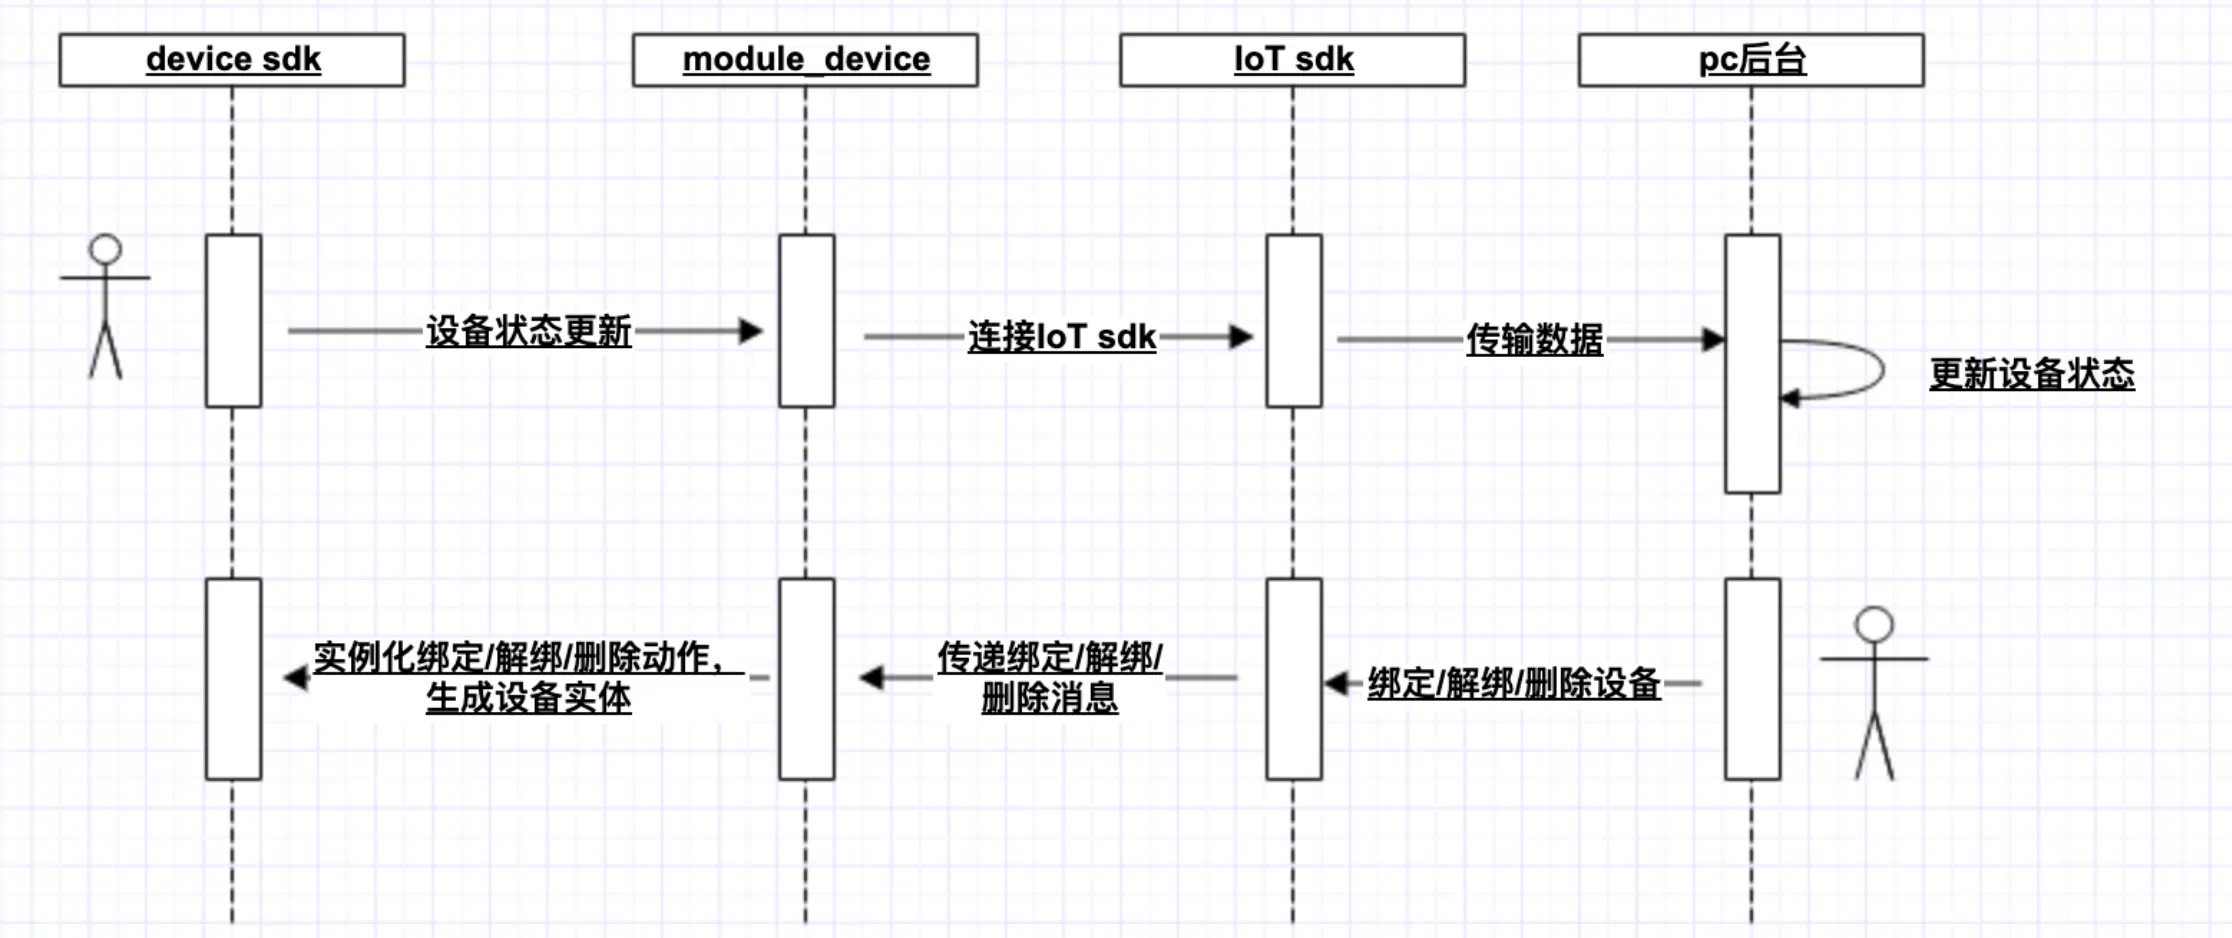 device sdk
module_device
IoT sdk
pc后台
设备状态更新
连接IoT sdk
传输数据
更新设备状态
实例化绑定/解绑/删除动作，
生成设备实体
传递绑定/解绑/
删除消息
绑定/解绑/删除设备